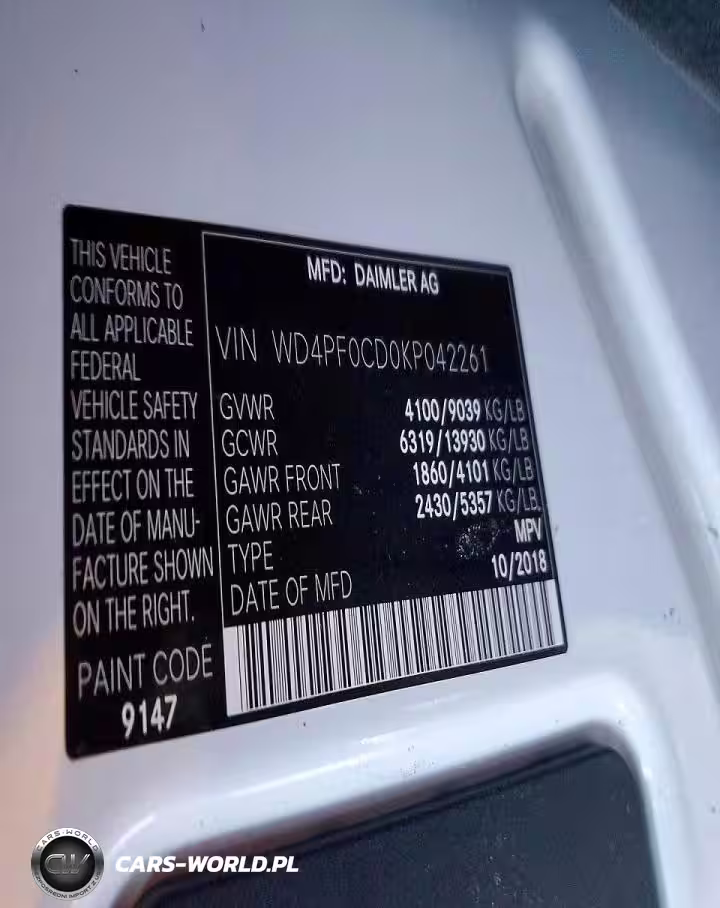 THIS VEHICLE
CONFORMS TO
ALL APPLICABLE
FEDERAL
VEHICLE SAFETY
STANDARDS IN
EFFECT ON THE
DATE OF MANU-
FACTURE SHOWN
ON THE RIGHT.
PAINT CODE
9147
MFD: DAIMLER AG
VIN WD4PF0CD0KP042261
GVWR 4100/9039 KG/LB
GCWR 6319/13930 KG/LB
GAWR FRONT 1860/4101 KG/LB
GAWR REAR 2430/5357 KG/LB
TYPE MPV
DATE OF MFD 10/2018
CARS-WORLD
CW
CARS-WORLD.PL